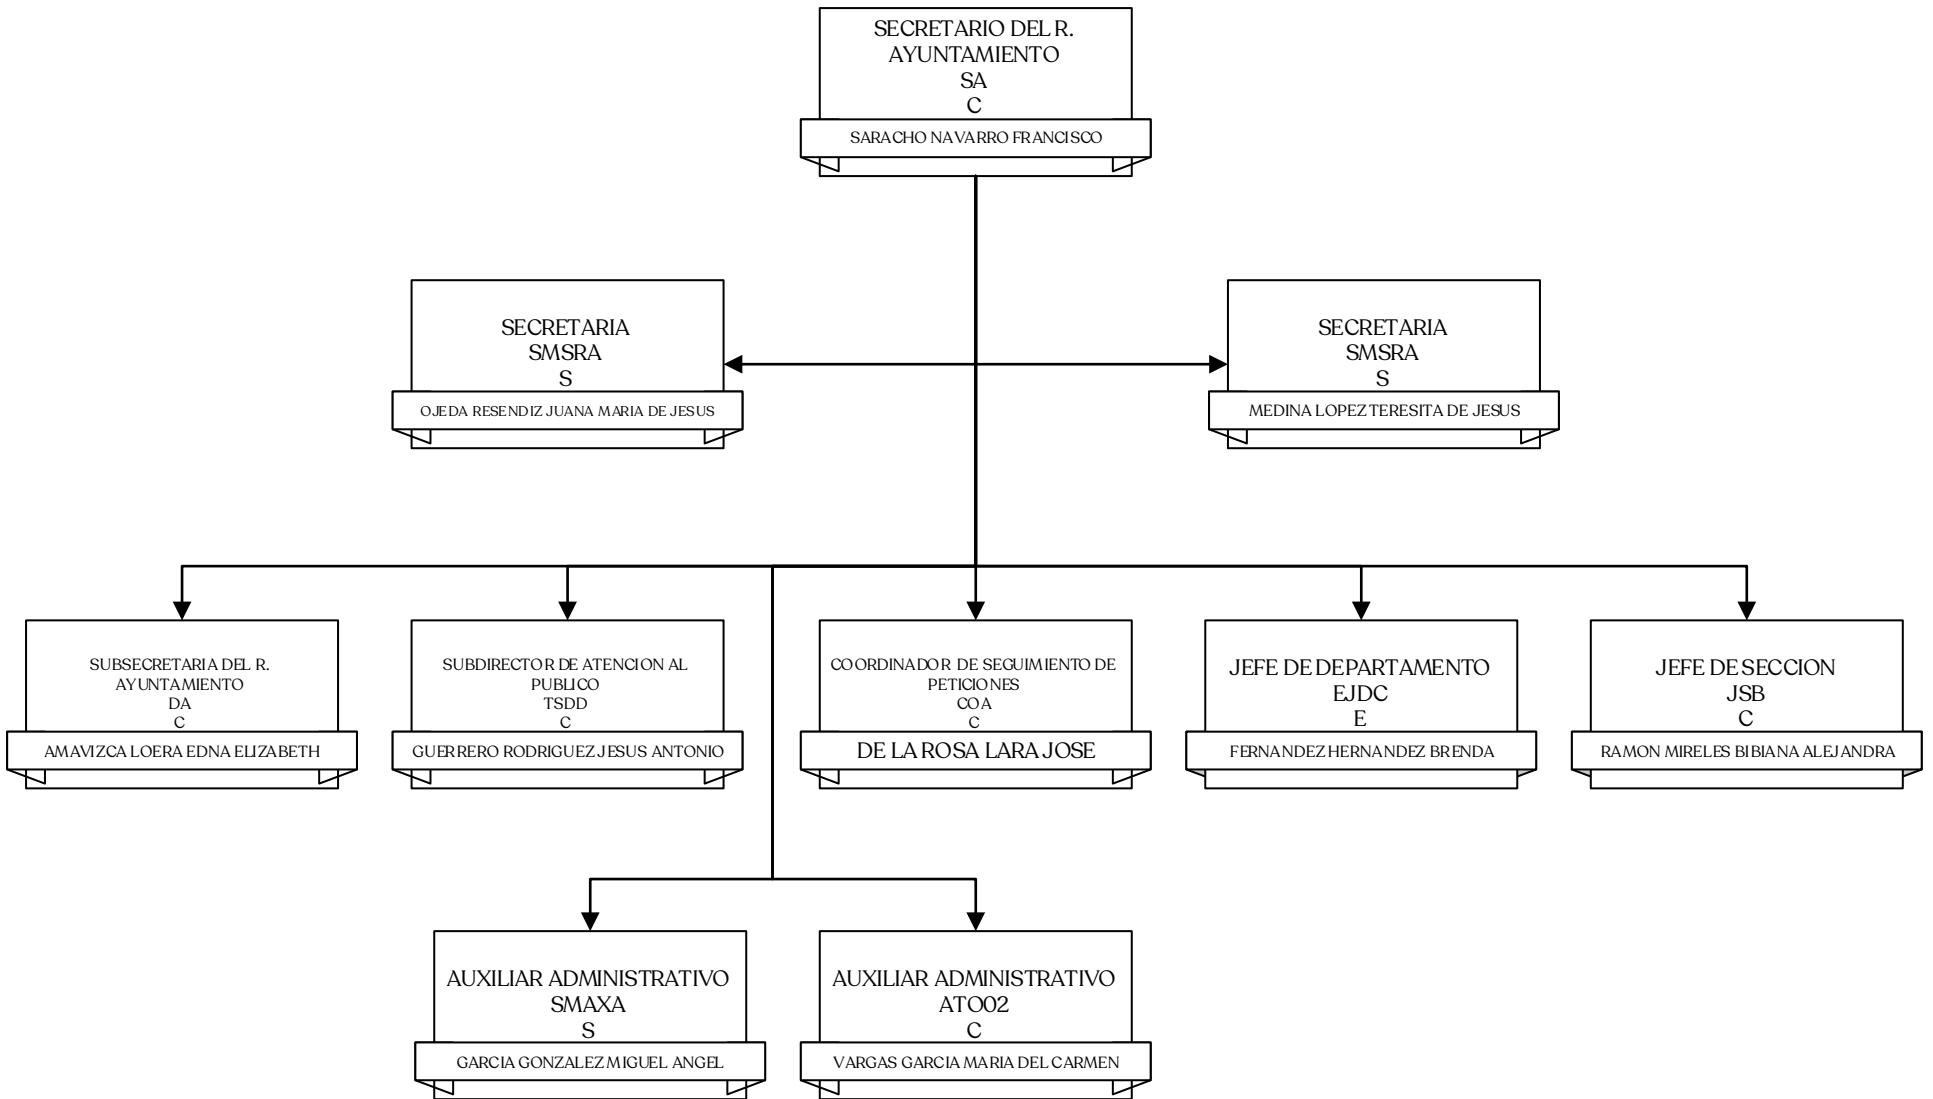 SECRETARIO DEL R.
AYUNTAMIENTO
SA
C
SARACHO NAVARRO FRANCISCO
SECRETARIA
SMSRA
S
OJEDA RESENDIZ JUANA MARIA DE JESUS
SECRETARIA
SMSRA
S
MEDINA LOPEZ TERESITA DE JESUS
SUBSECRETARIA DEL R.
AYUNTAMIENTO
DA
C
AMAVIZCA LOERA EDNA ELIZABETH
SUBDIRECTOR DE ATENCION AL
PUBLICO
TSDD
C
GUERRERO RODRIGUEZ JESUS ANTONIO
COORDINADOR DE SEGUIMIENTO DE
PETICIONES
COA
C
DE LA ROSA LARA JOSE
JEFE DE DEPARTAMENTO
EJDC
E
FERNANDEZ HERNANDEZ BRENDA
JEFE DE SECCION
JSB
C
RAMON MIRELES BIBIANA ALEJANDRA
AUXILIAR ADMINISTRATIVO
SMAXA
S
GARCIA GONZALEZ MIGUEL ANGEL
AUXILIAR ADMINISTRATIVO
ATO02
C
VARGAS GARCIA MARIA DEL CARMEN